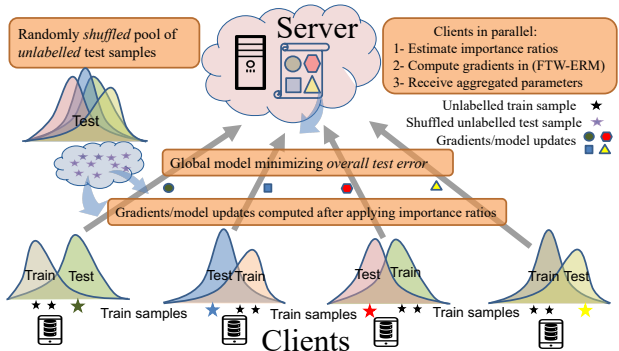 Server
Randomly shuffled pool of
unlabelled test samples
Clients in parallel:
1- Estimate importance ratios
2- Compute gradients in (FTW-ERM)
3- Receive aggregated parameters
Test
Unlabelled train sample
Shuffled unlabelled test sample
Gradients/model updates
Global model minimizing overall test error
Gradients/model updates computed after applying importance ratios
Train Test
Test Train
Test Train
Train Test
Train samples
Train samples
Train samples
Clients